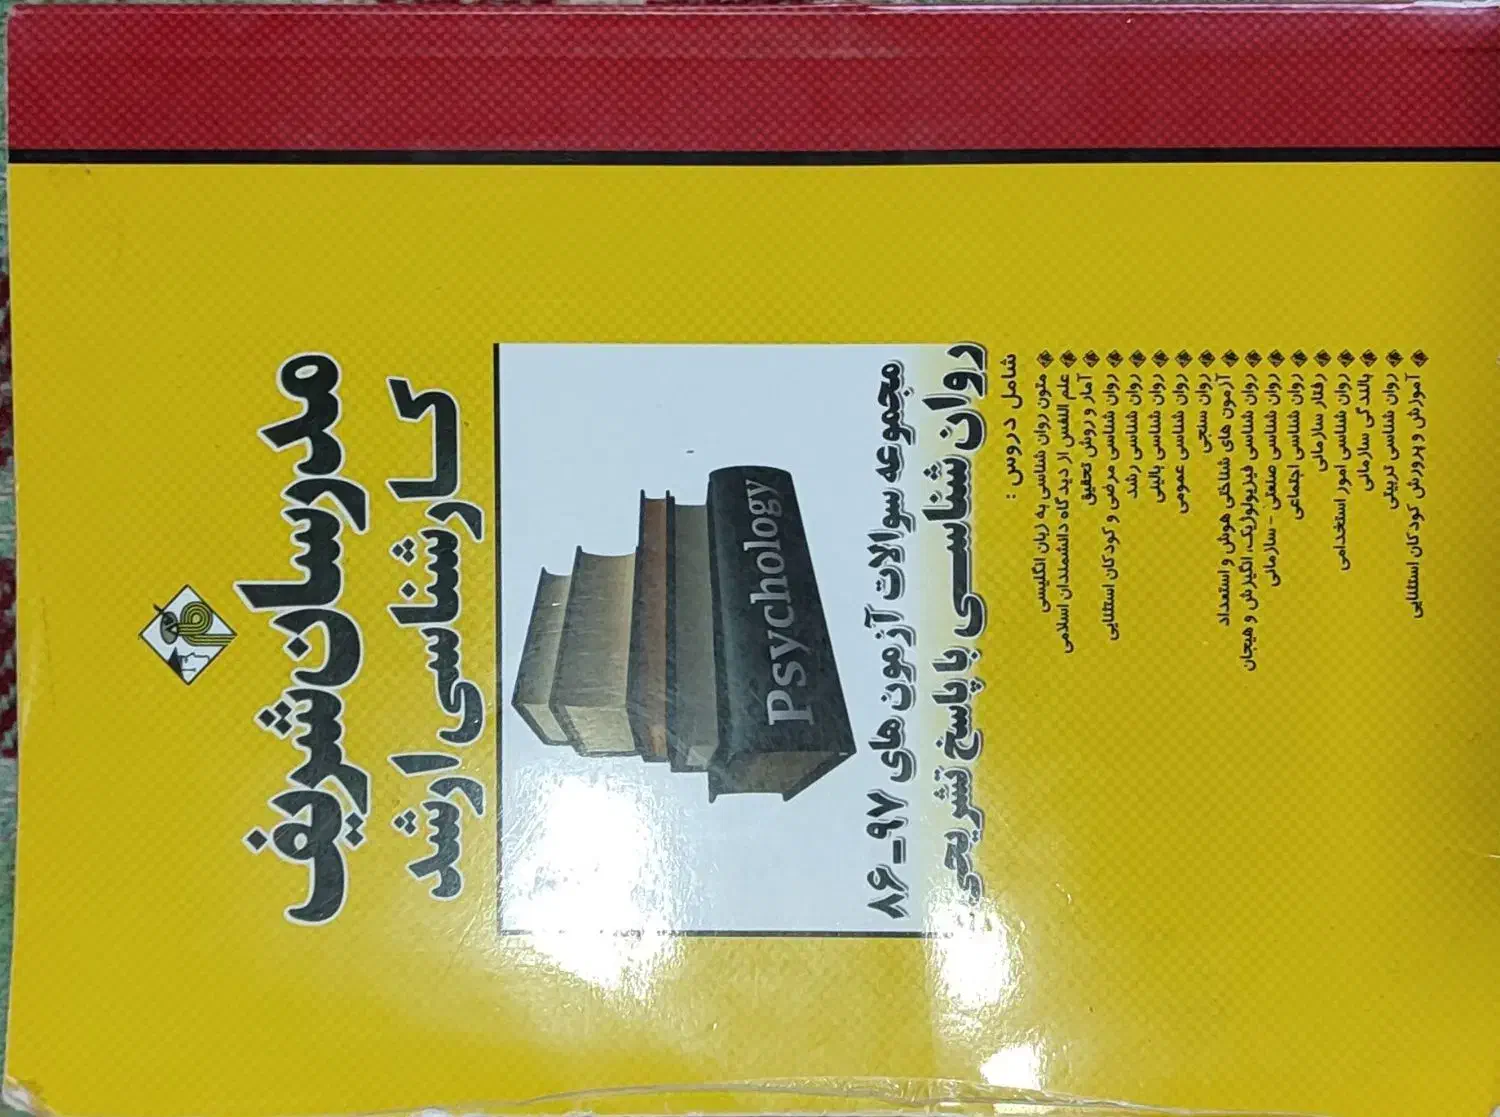 مدرسان شریف
کارشناسی ارشد
Psychology
مجموعه سوالات آزمون های ۹۷-۸۶
روان شناسی با پاسخ تشریحی
شامل دروس :
متون روان شناسی به زبان انگلیسی
علم النفس از دیدگاه دانشمندان اسلامی
آمار و روش تحقیق
روان شناسی مرضی و کودکان استثنایی
روان شناسی رشد
روان شناسی بالینی
روان شناسی عمومی
روان سنجی
آزمون های شناختی هوش و استعداد
روان شناسی فیزیولوژیک، انگیزش و هیجان
روان شناسی صنعتی - سازمانی
روان شناسی اجتماعی
رفتار سازمانی
روان شناسی امور استخدامی
بالندگی سازمانی
روان شناسی تربیتی
آموزش و پرورش کودکان استثنایی